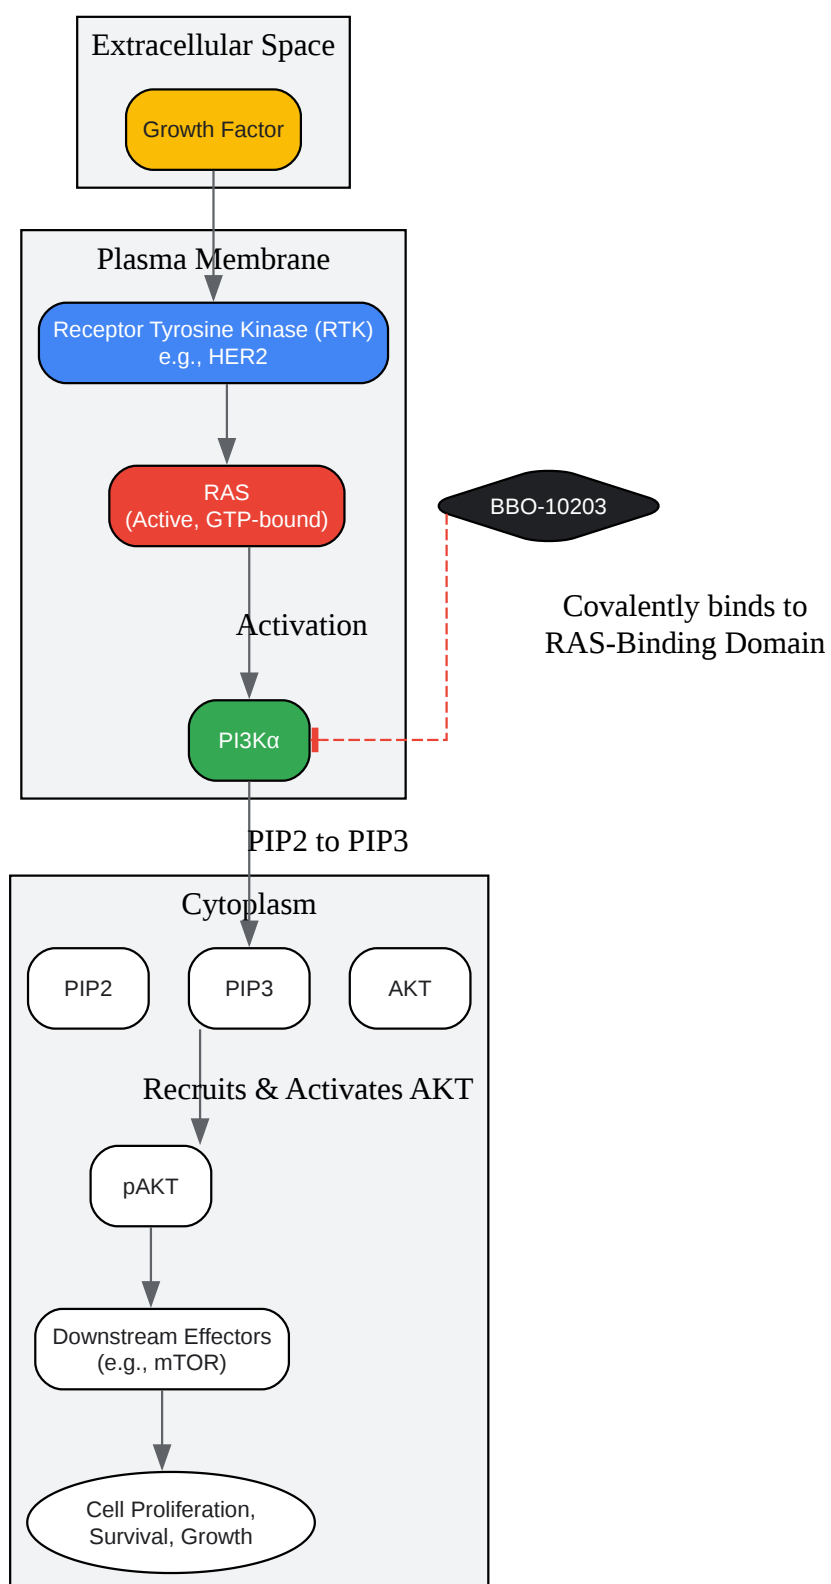 Extracellular Space
Growth Factor
Plasma Membrane
Receptor Tyrosine Kinase (RTK)
e.g., HER2
RAS
(Active, GTP-bound)
BBO-10203
Covalently binds to
RAS-Binding Domain
Activation
PI3Kα
PIP2 to PIP3
Cytoplasm
PIP2
PIP3
AKT
Recruits & Activates AKT
pAKT
Downstream Effectors
(e.g., mTOR)
Cell Proliferation,
Survival, Growth